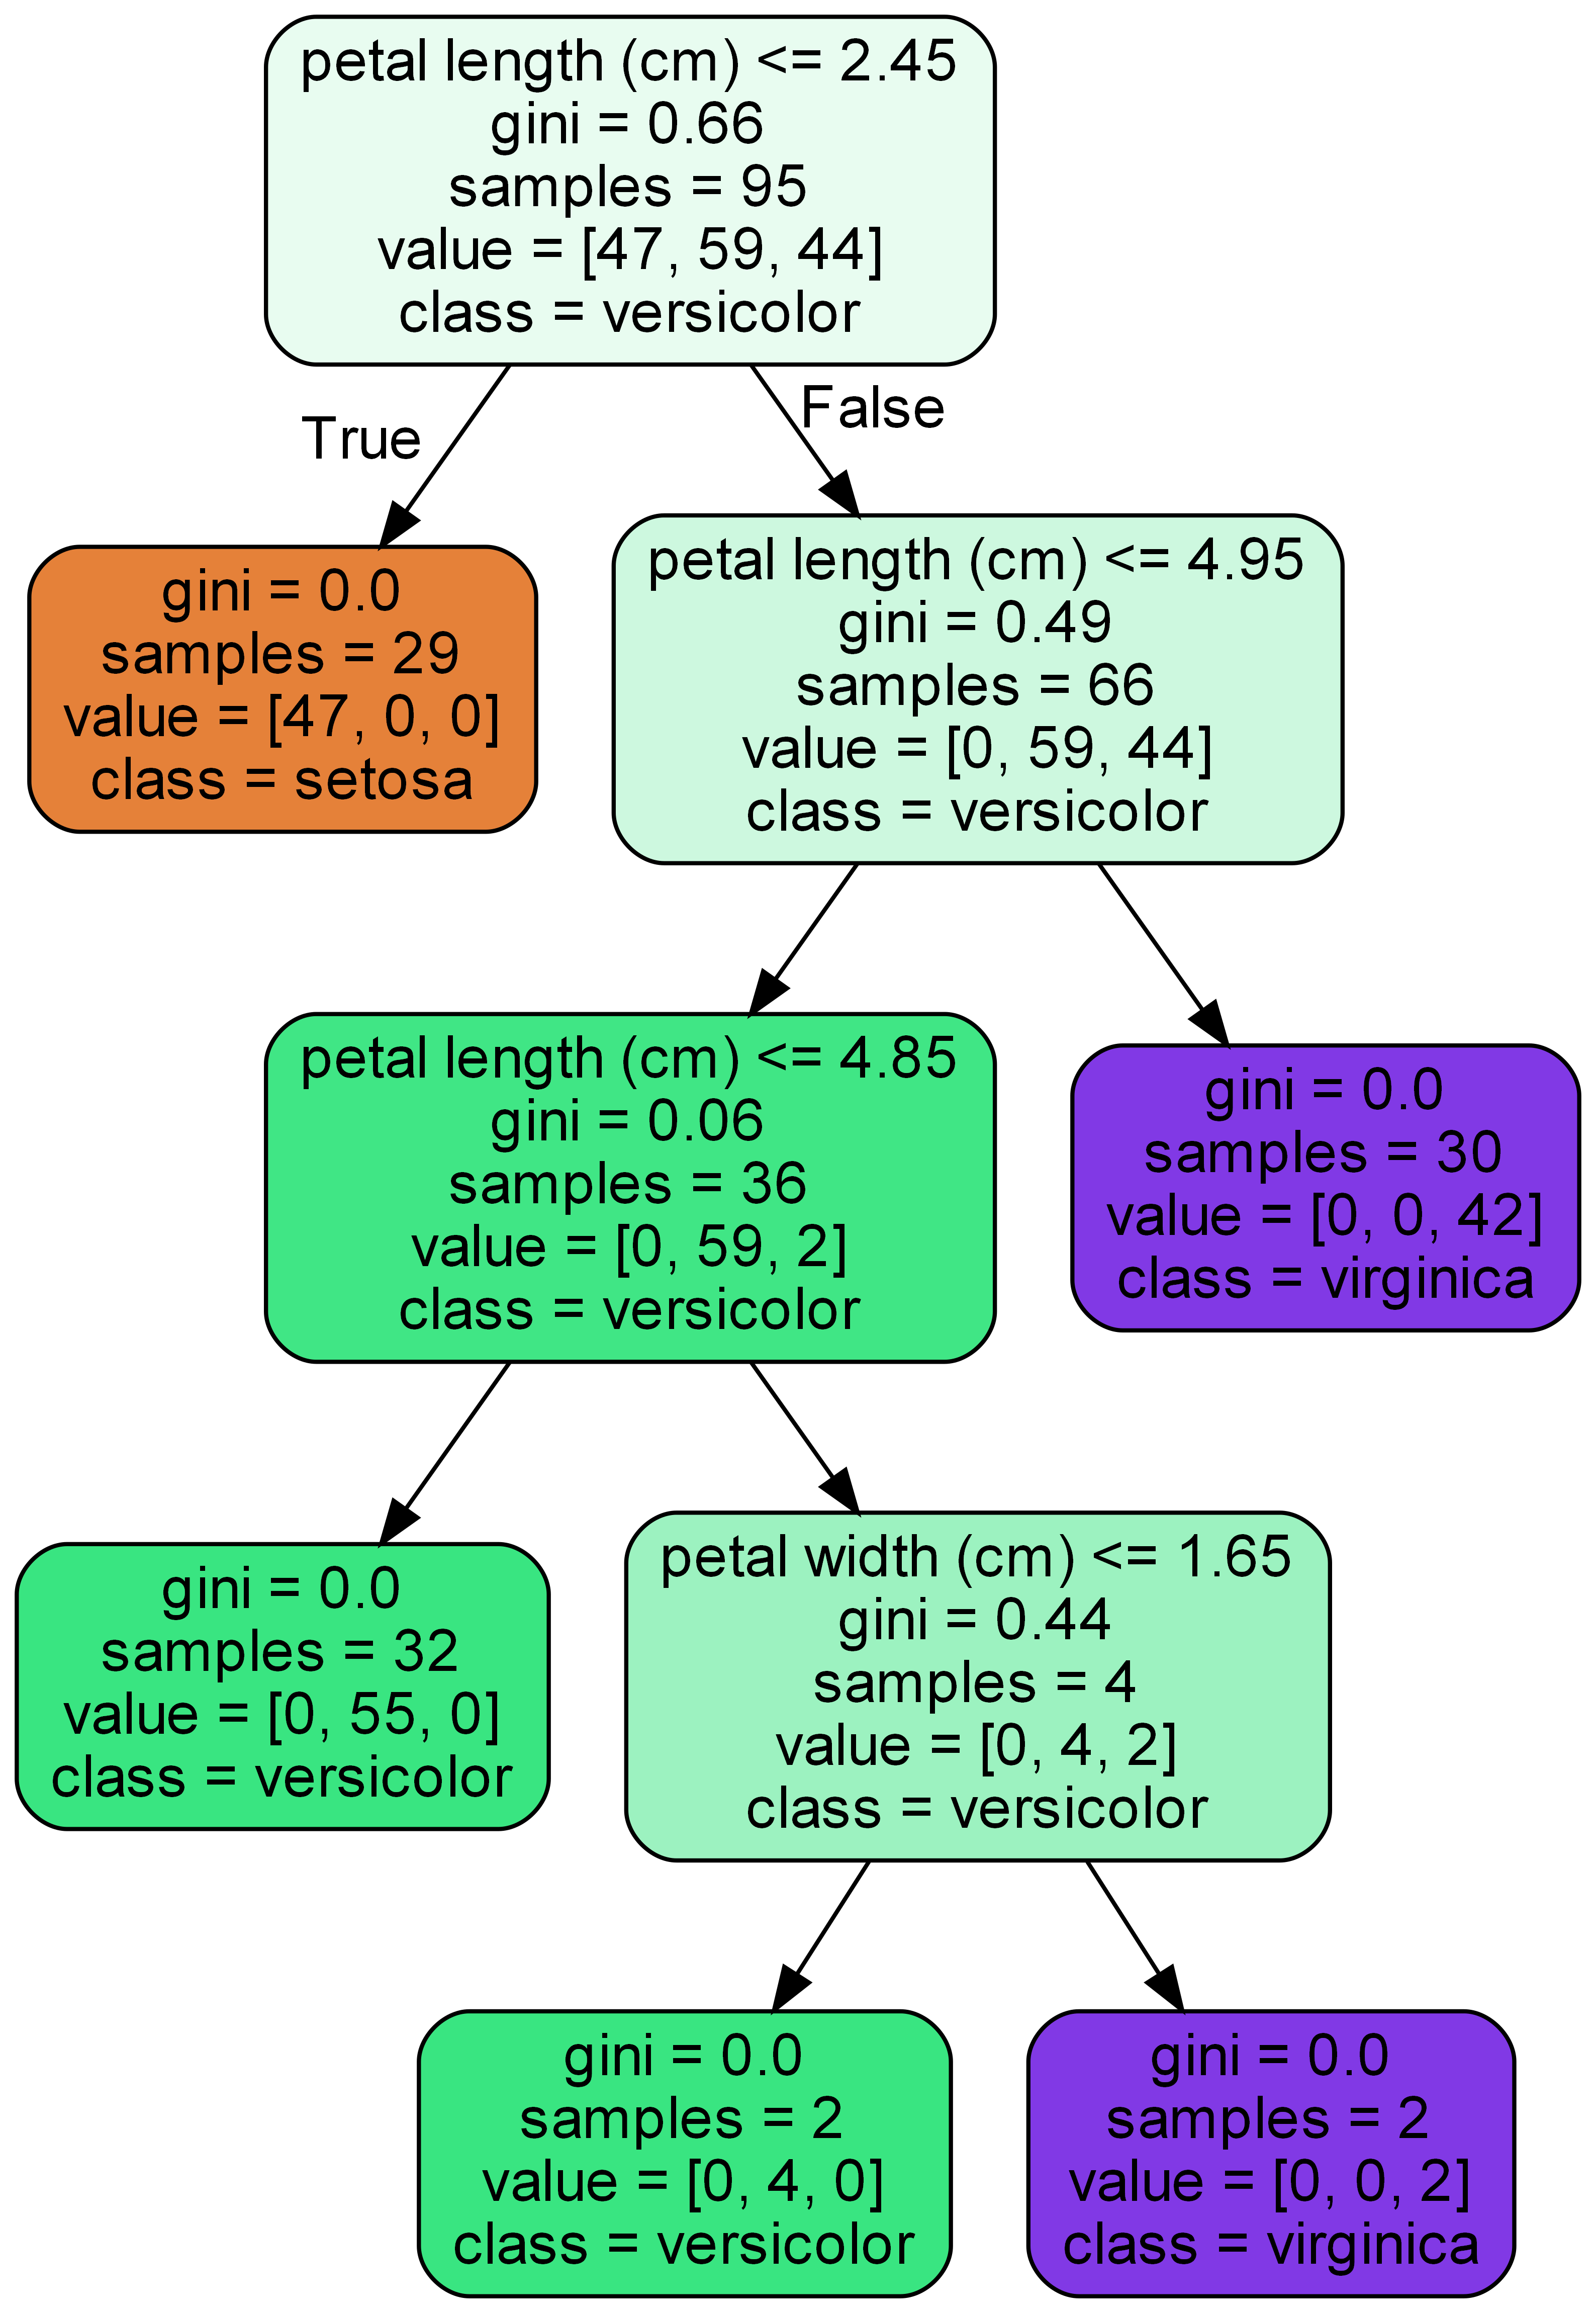 petal length (cm) <= 2.45
gini = 0.66
samples = 95
value = [47, 59, 44]
class = versicolor
True
False
gini = 0.0
samples = 29
value = [47, 0, 0]
class = setosa
petal length (cm) <= 4.95
gini = 0.49
samples = 66
value = [0, 59, 44]
class = versicolor
petal length (cm) <= 4.85
gini = 0.06
samples = 36
value = [0, 59, 2]
class = versicolor
gini = 0.0
samples = 30
value = [0, 0, 42]
class = virginica
gini = 0.0
samples = 32
value = [0, 55, 0]
class = versicolor
petal width (cm) <= 1.65
gini = 0.44
samples = 4
value = [0, 4, 2]
class = versicolor
gini = 0.0
samples = 2
value = [0, 4, 0]
class = versicolor
gini = 0.0
samples = 2
value = [0, 0, 2]
class = virginica